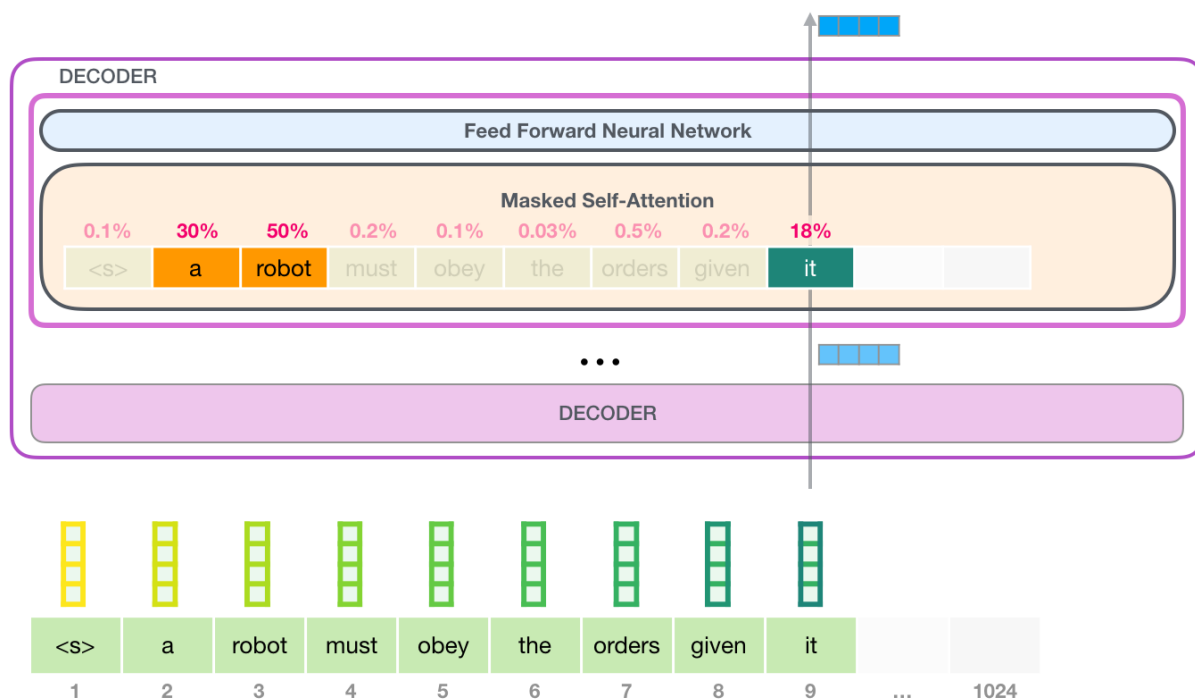 DECODER
Feed Forward Neural Network
Masked Self-Attention
0.1% 30% 50% 0.2% 0.1% 0.03% 0.5% 0.2% 18%
<s> a robot must obey the orders given it
...
DECODER
<s> a robot must obey the orders given it
1 2 3 4 5 6 7 8 9 ... 1024